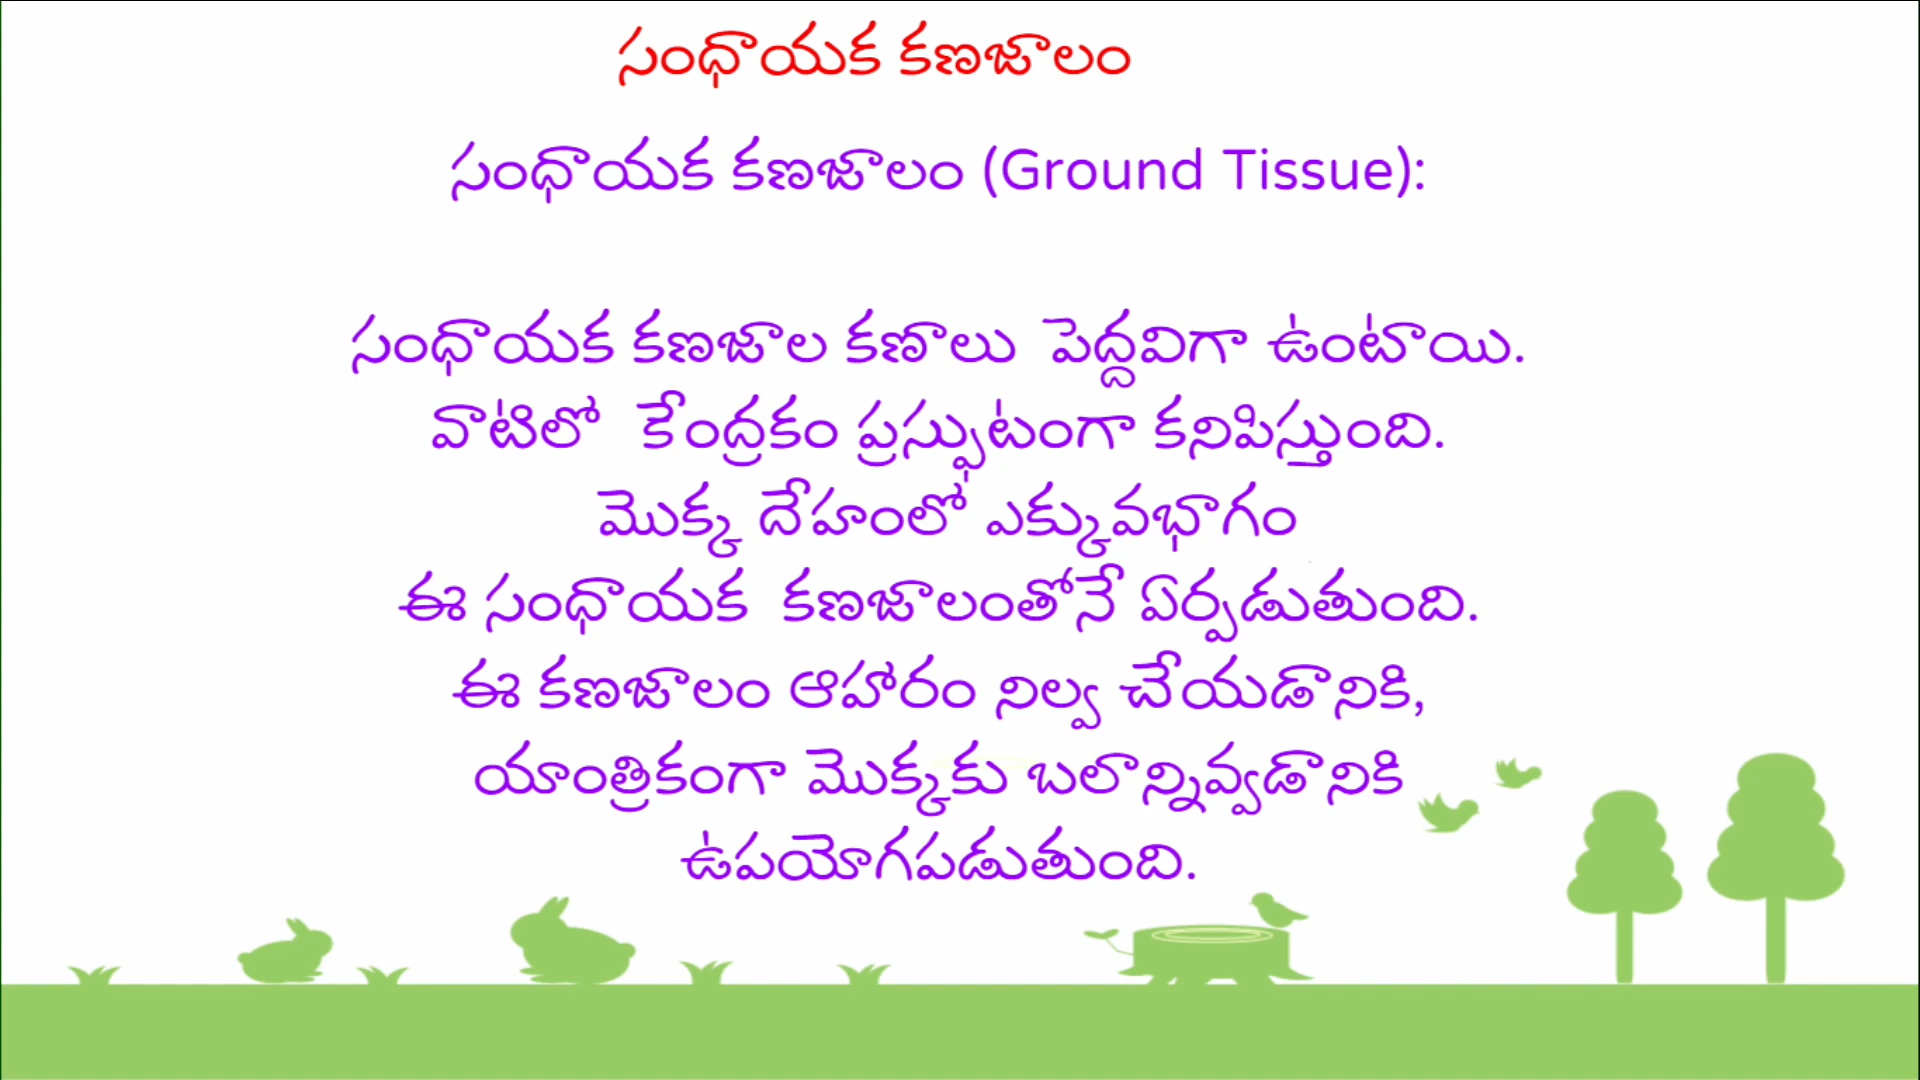 సంధాయక కణజాలం
సంధాయక కణజాలం (Ground Tissue):
సంధాయక కణజాల కణాలు పెద్దవిగా ఉంటాయి.
వాటిలో కేంద్రకం ప్రస్ఫుటంగా కనిపిస్తుంది.
మొక్క దేహంలో ఎక్కువభాగం
ఈ సంధాయక కణజాలంతోనే ఏర్పడుతుంది.
ఈ కణజాలం ఆహారం నిల్వ చేయడానికి,
యాంత్రికంగా మొక్కకు బలాన్నివ్వడానికి
ఉపయోగపడుతుంది.